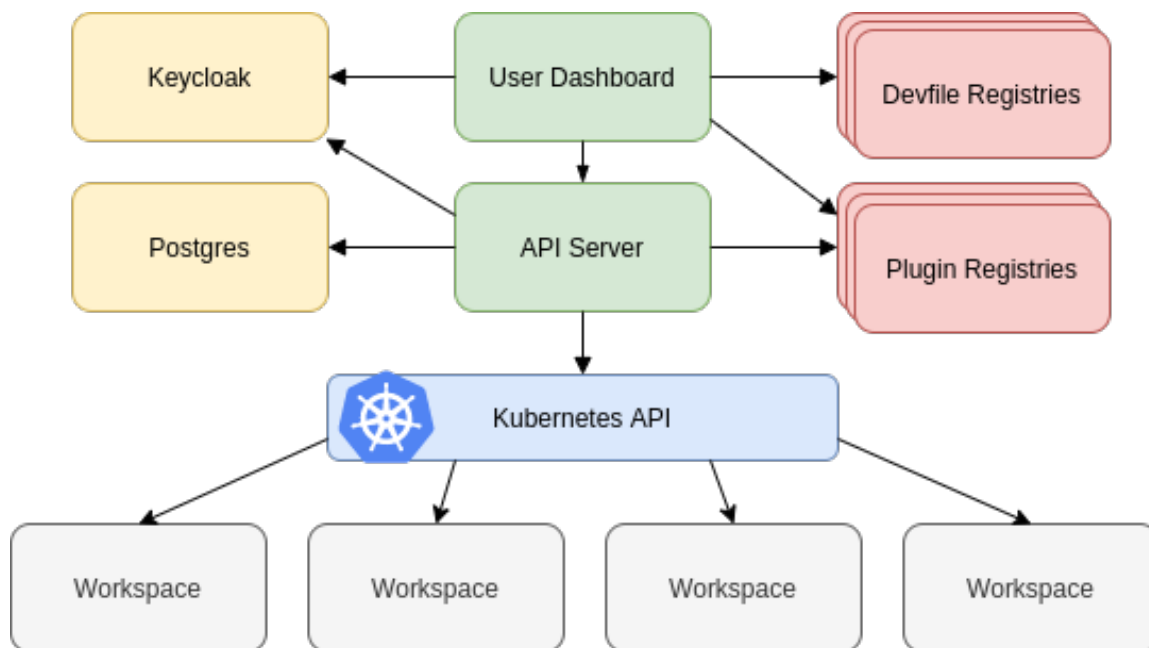 Keycloak
User Dashboard
Devfile Registries
Postgres
API Server
Plugin Registries
Kubernetes API
Workspace
Workspace
Workspace
Workspace